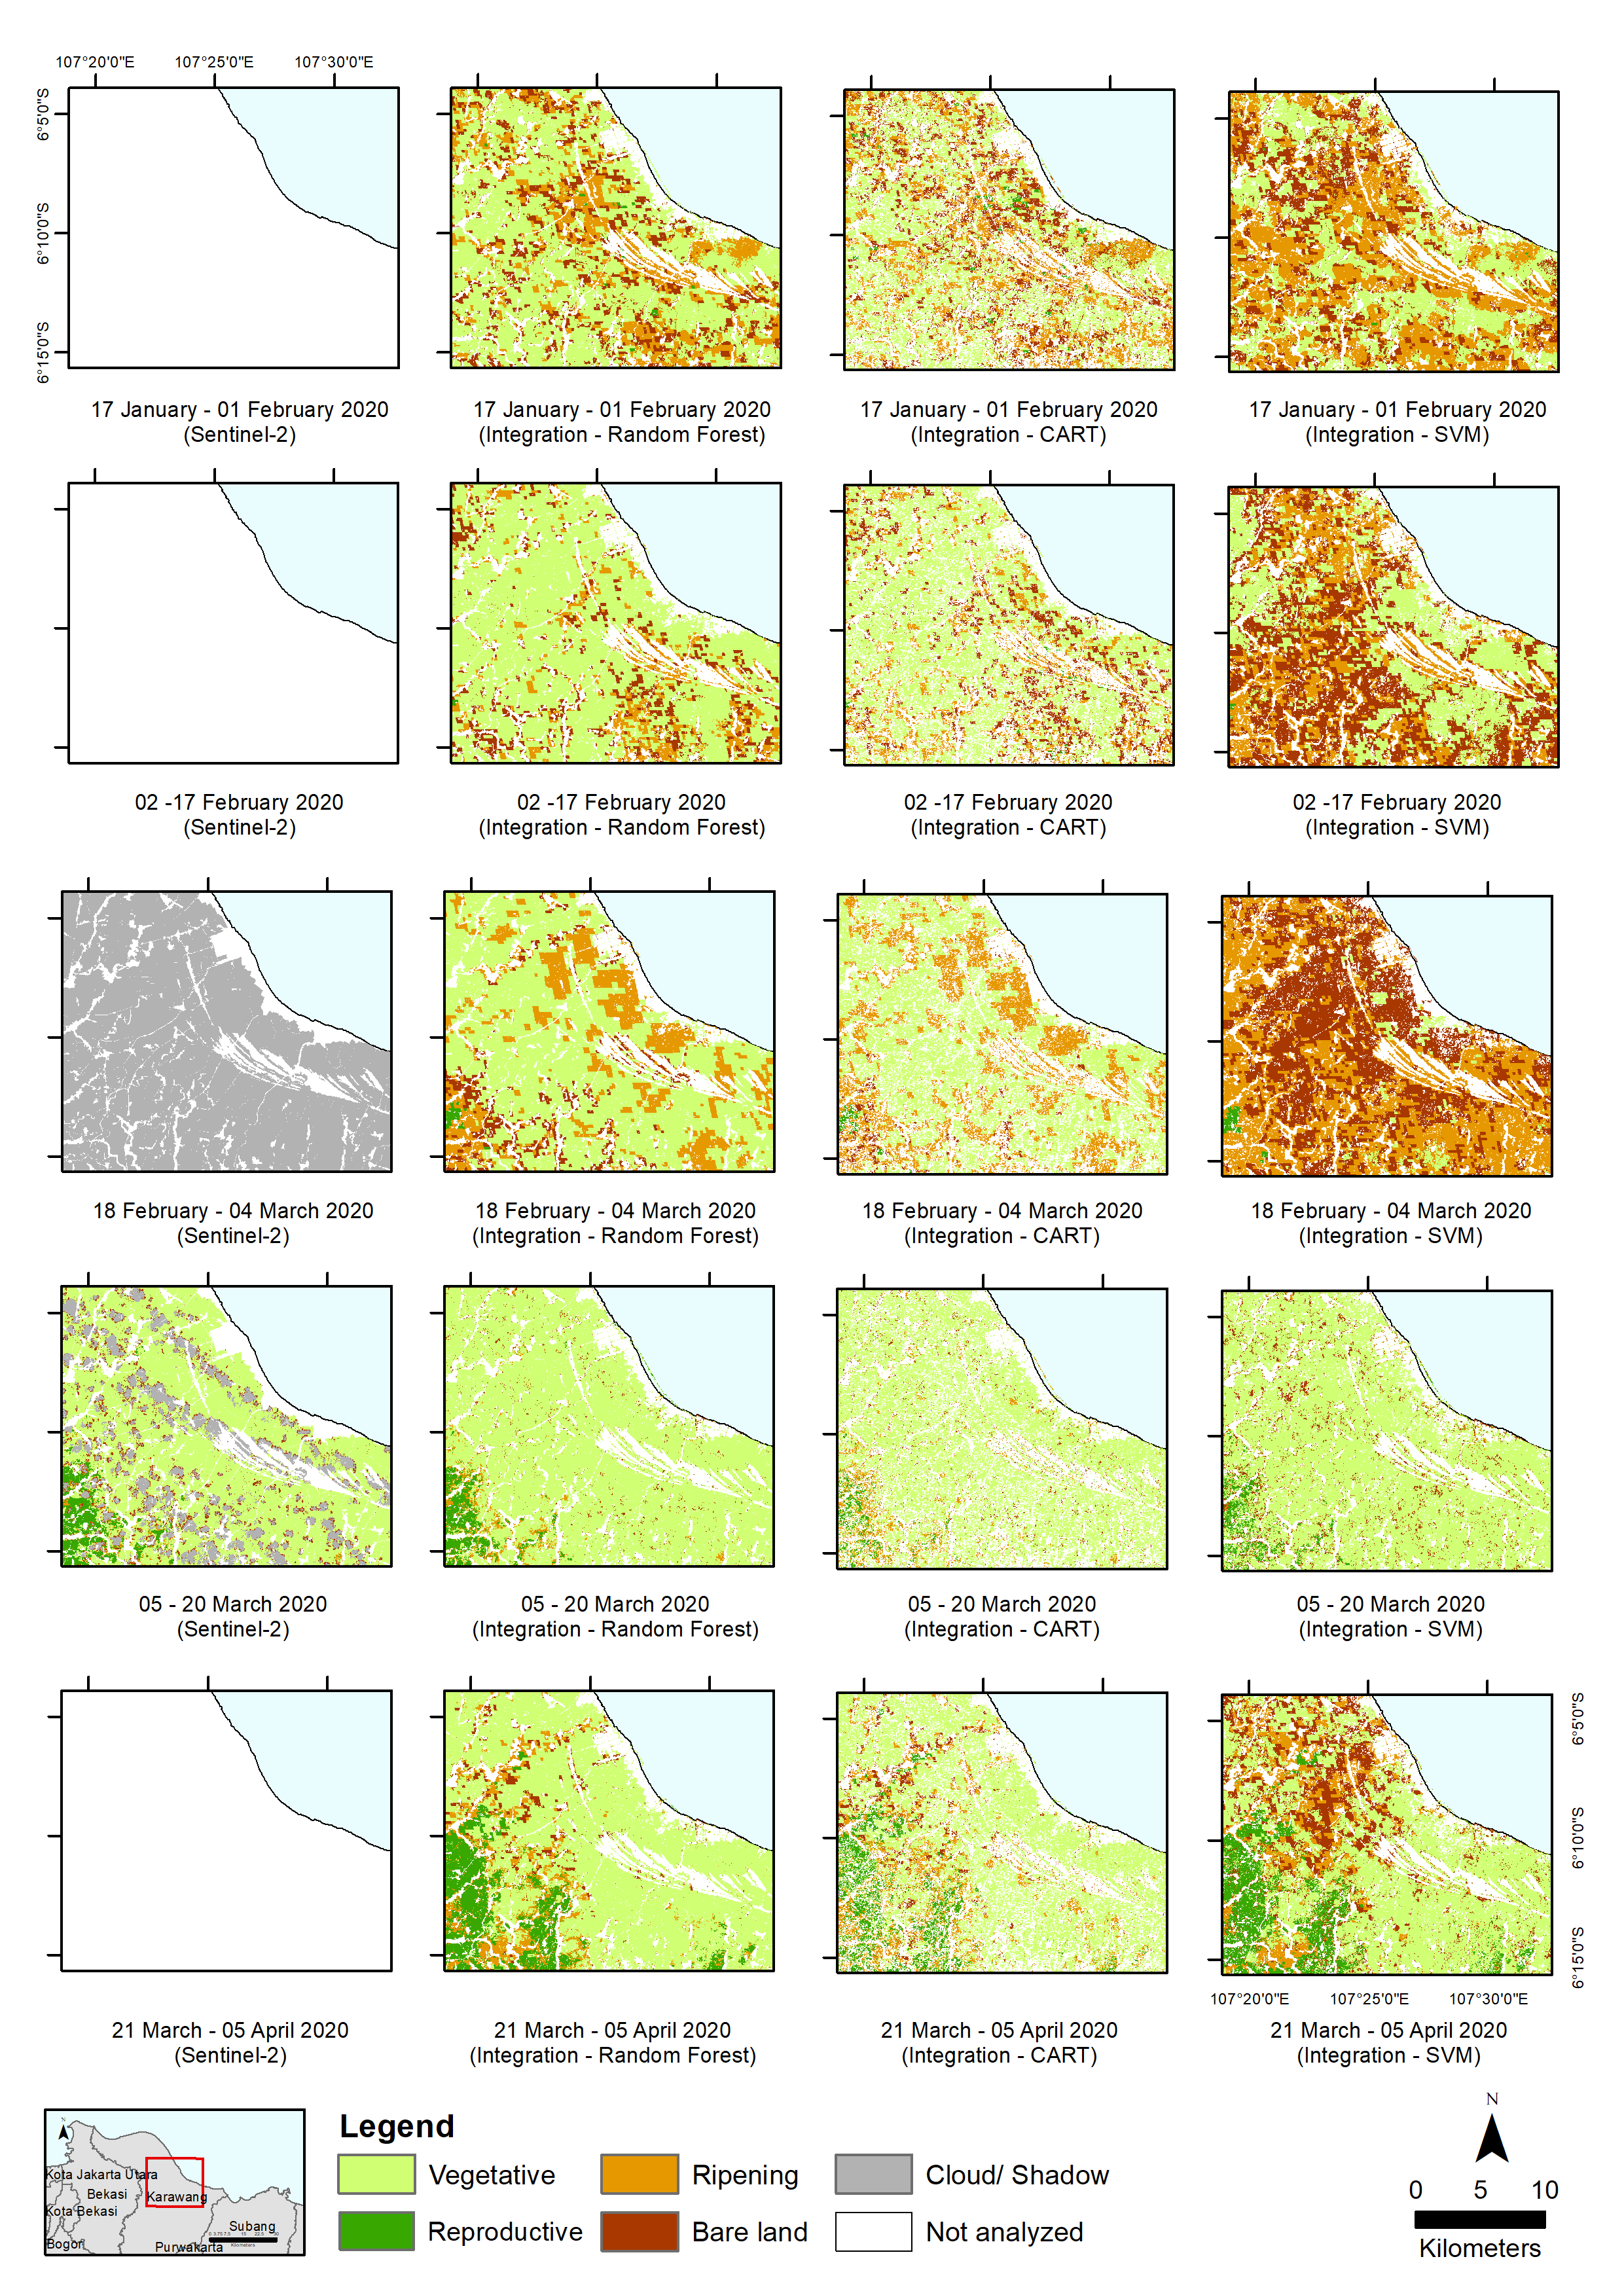 107°20'0"E 107°25'0"E 107°30'0"E
6°5'0"S
6°10'0"S
6°15'0"S
17 January - 01 February 2020
(Sentinel-2)
17 January - 01 February 2020
(Integration - Random Forest)
17 January - 01 February 2020
(Integration - CART)
17 January - 01 February 2020
(Integration - SVM)
02 -17 February 2020
(Sentinel-2)
02 -17 February 2020
(Integration - Random Forest)
02 -17 February 2020
(Integration - CART)
02 -17 February 2020
(Integration - SVM)
18 February - 04 March 2020
(Sentinel-2)
18 February - 04 March 2020
(Integration - Random Forest)
18 February - 04 March 2020
(Integration - CART)
18 February - 04 March 2020
(Integration - SVM)
05 - 20 March 2020
(Sentinel-2)
05 - 20 March 2020
(Integration - Random Forest)
05 - 20 March 2020
(Integration - CART)
05 - 20 March 2020
(Integration - SVM)
6°5'0"S
6°10'0"S
6°15'0"S
107°20'0"E 107°25'0"E 107°30'0"E
21 March - 05 April 2020
(Sentinel-2)
21 March - 05 April 2020
(Integration - Random Forest)
21 March - 05 April 2020
(Integration - CART)
21 March - 05 April 2020
(Integration - SVM)
N
Kota Jakarta Utara
Bekasi
Karawang
Kota Bekasi
Subang
Bogor
Purwakarta
Kilometers
Legend
Vegetative
Ripening
Cloud/ Shadow
Reproductive
Bare land
Not analyzed
N
0 5 10
Kilometers